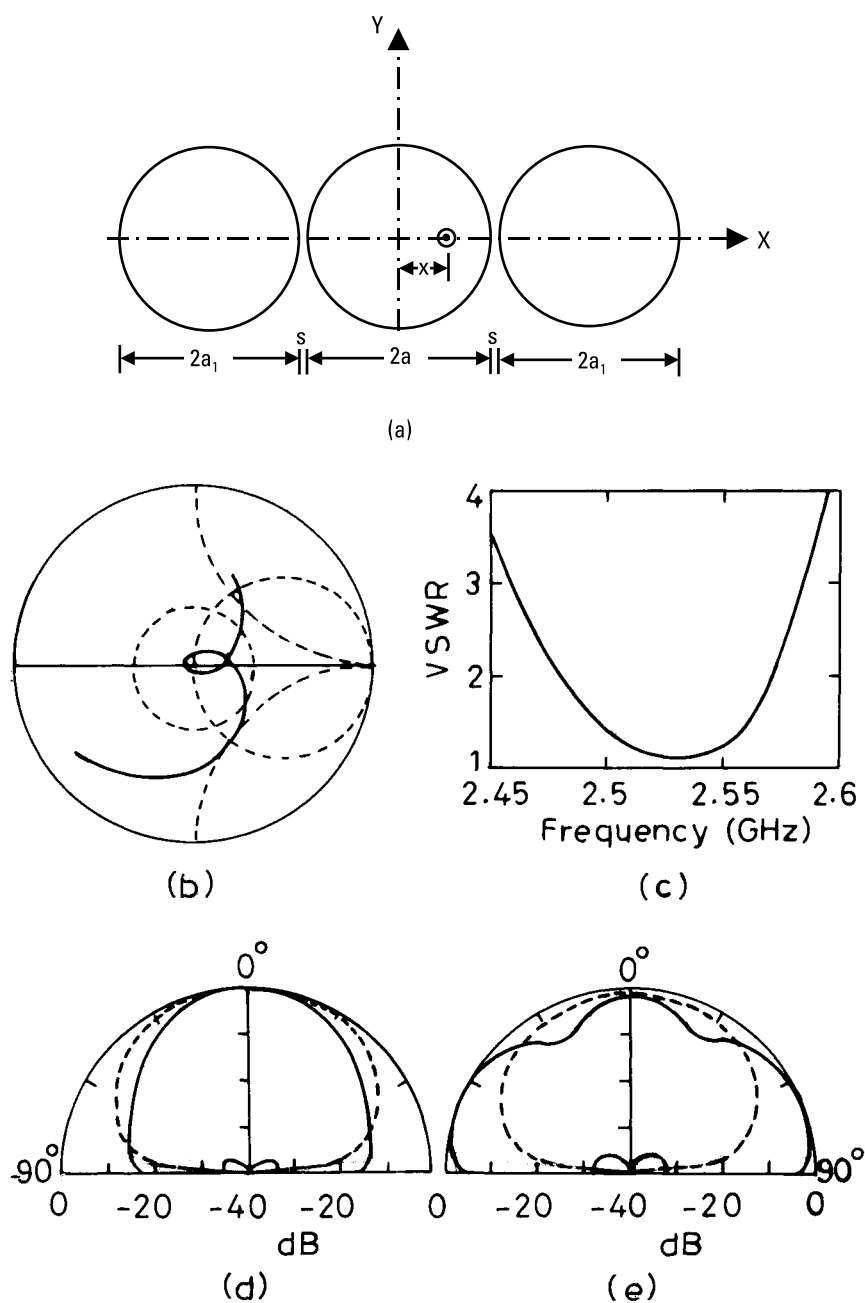 Y
X
x
s s
2a₁ 2a 2a₁
(a)
4
3
2
1
VSWR
2.45 2.5 2.55 2.6
Frequency (GHz)
(b) (c)
0° 0°
-90° 90°
0 -20 -40 -20 0 -20 -40 -20 0
dB dB
(d) (e)